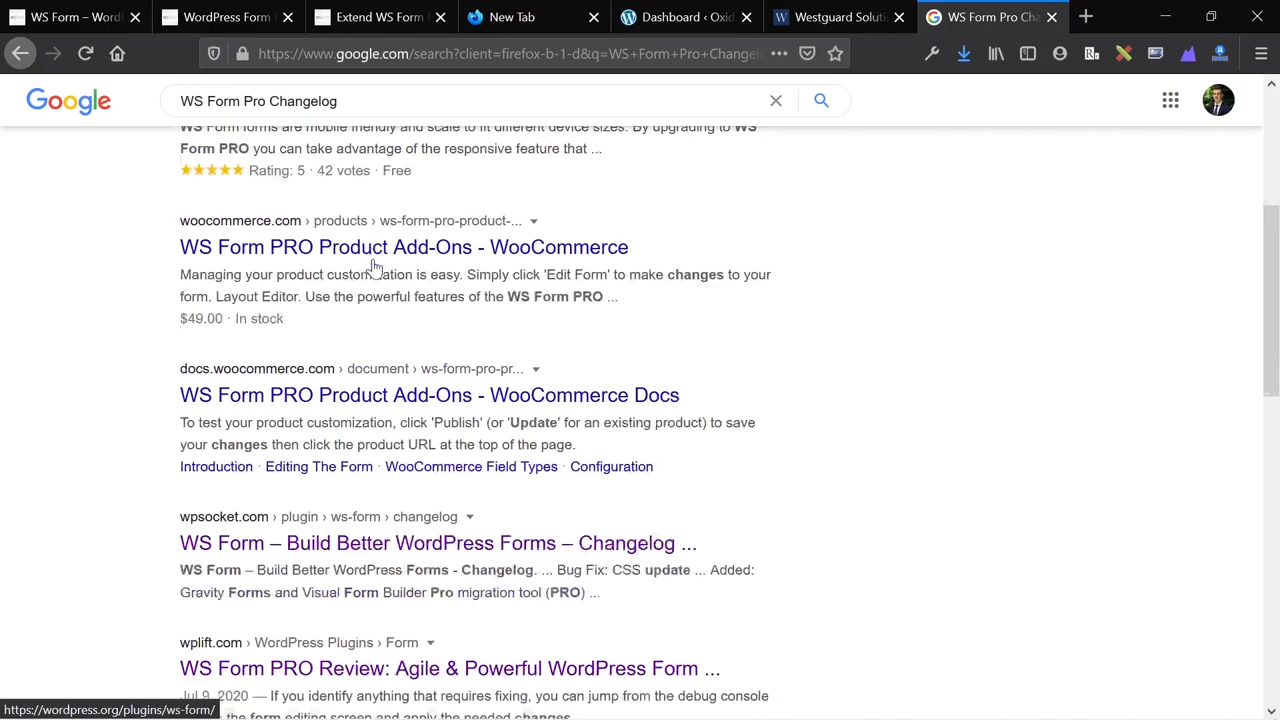 WS Form – WordP
WordPress Form
Extend WS Form
New Tab
Dashboard ‹ Oxid
Westguard Soluti
WS Form Pro Cha
https://www.google.com/search?client=firefox-b-1-d&q=WS+Form+Pro+Change
Google
WS Form Pro Changelog
WS Form forms are mobile friendly and scale to fit different device sizes. By upgrading to WS
Form PRO you can take advantage of the responsive feature that ...
Rating: 5 · 42 votes · Free
woocommerce.com › products › ws-form-pro-product-...
WS Form PRO Product Add-Ons - WooCommerce
Managing your product customization is easy. Simply click 'Edit Form' to make changes to your
form. Layout Editor. Use the powerful features of the WS Form PRO ...
$49.00 · In stock
docs.woocommerce.com › document › ws-form-pro-pr...
WS Form PRO Product Add-Ons - WooCommerce Docs
To test your product customization, click 'Publish' (or 'Update' for an existing product) to save
your changes then click the product URL at the top of the page.
Introduction · Editing The Form · WooCommerce Field Types · Configuration
wpsocket.com › plugin › ws-form › changelog
WS Form – Build Better WordPress Forms – Changelog ...
WS Form – Build Better WordPress Forms - Changelog. ... Bug Fix: CSS update ... Added:
Gravity Forms and Visual Form Builder Pro migration tool (PRO) ...
wplift.com › WordPress Plugins › Form
WS Form PRO Review: Agile & Powerful WordPress Form ...
Jul 9, 2020 — If you identify anything that requires fixing, you can jump from the debug console
the form editing screen and apply the needed changes.
https://wordpress.org/plugins/ws-form/